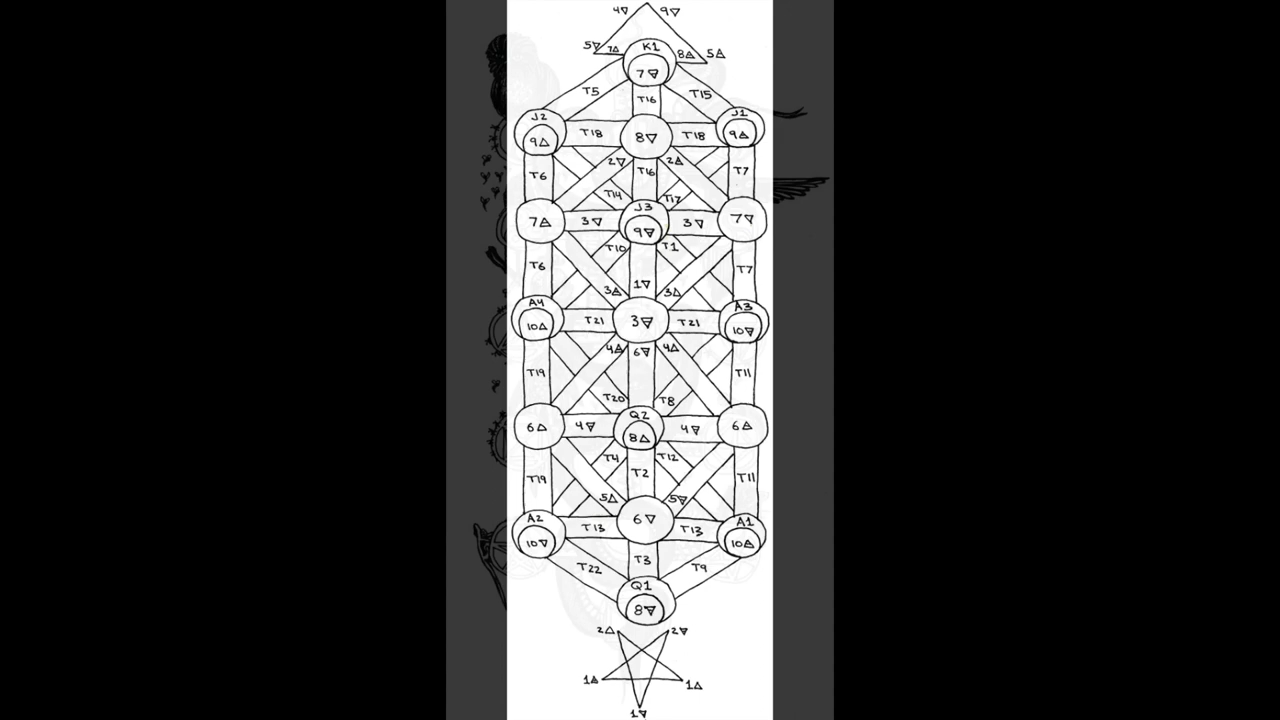 4▽ 9▽
5▽ 7🜁 K1 8🜁 5🜁
7🜃
T5 T16 T15
J2 J1
9△ T18 8▽ T18 9🜁
2▽ 2🜁
T6 T16 T7
T14 T17
J3
7△ 3▽ 9🜃 3▽ 7▽
T10 T1
T6 T7
3🜁 1▽ 3△
A4 A3
10△ T21 3🜃 T21 10🜃
4🜁 6🜃 4△
T19 T11
T20 T8
Q2
6△ 4🜃 8△ 4🜃 6🜁
T4 T12
T19 T2 T11
5△ 5🜃
A2 A1
10▽ T13 6▽ T13 10🜁
T22 T3 T9
Q1
8🜃
2△ 2🜃
1🜁 1△
1🜃